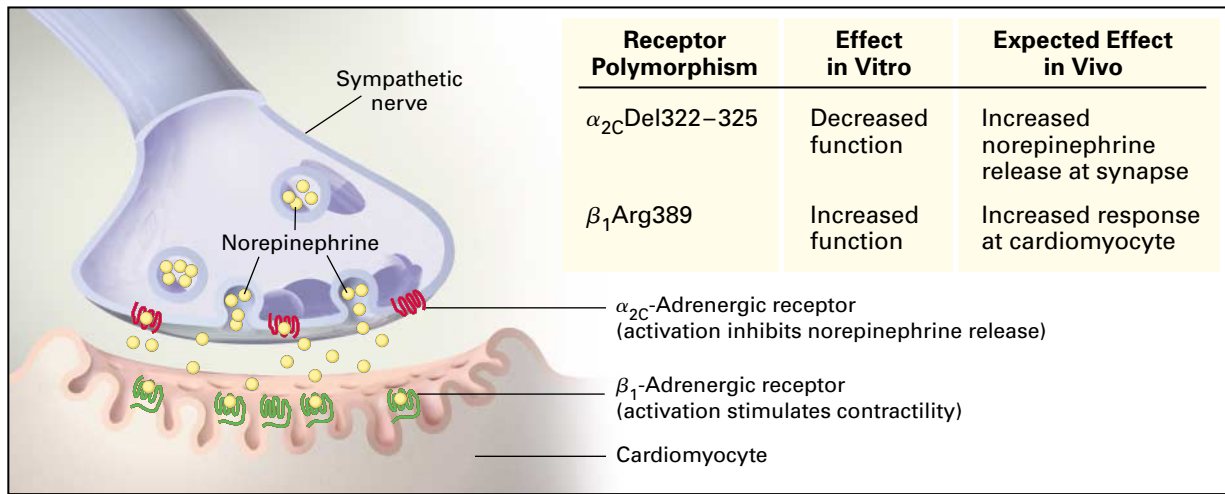 Receptor Polymorphism
Effect in Vitro
Expected Effect in Vivo
α2CDel322–325
Decreased function
Increased norepinephrine release at synapse
β1Arg389
Increased function
Increased response at cardiomyocyte
Sympathetic
nerve
Norepinephrine
α2C-Adrenergic receptor
(activation inhibits norepinephrine release)
β1-Adrenergic receptor
(activation stimulates contractility)
Cardiomyocyte